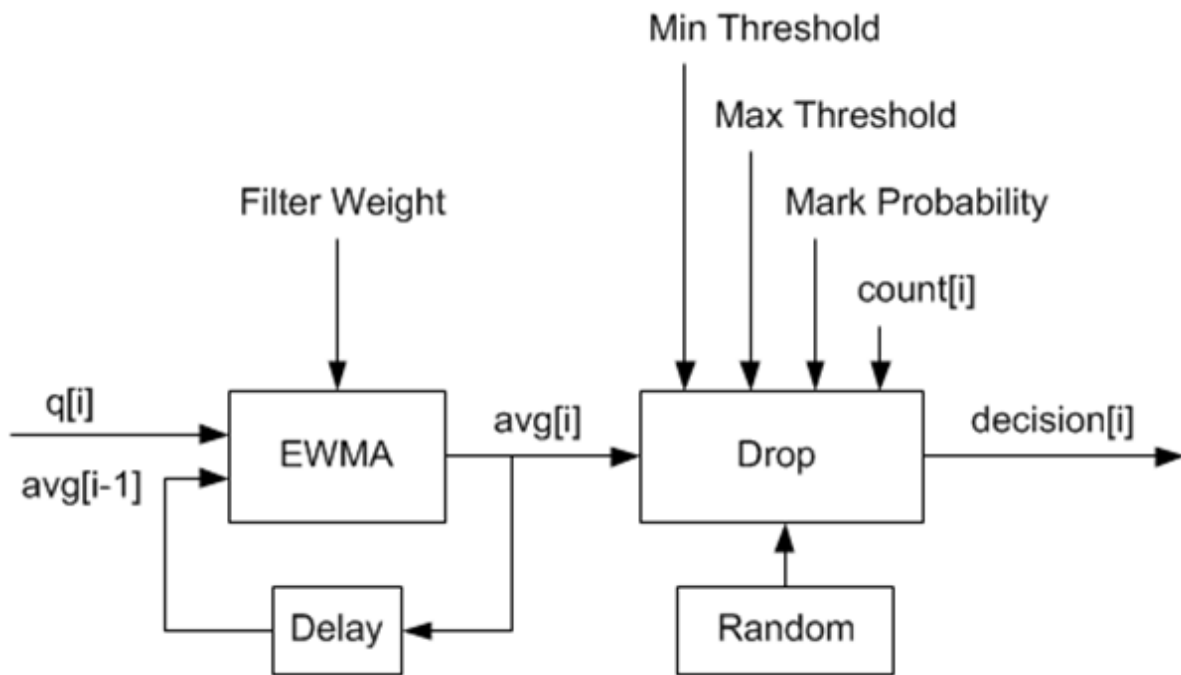 Min Threshold
Max Threshold
Filter Weight
Mark Probability
count[i]
q[i]
avg[i]
decision[i]
EWMA
Drop
avg[i-1]
Delay
Random